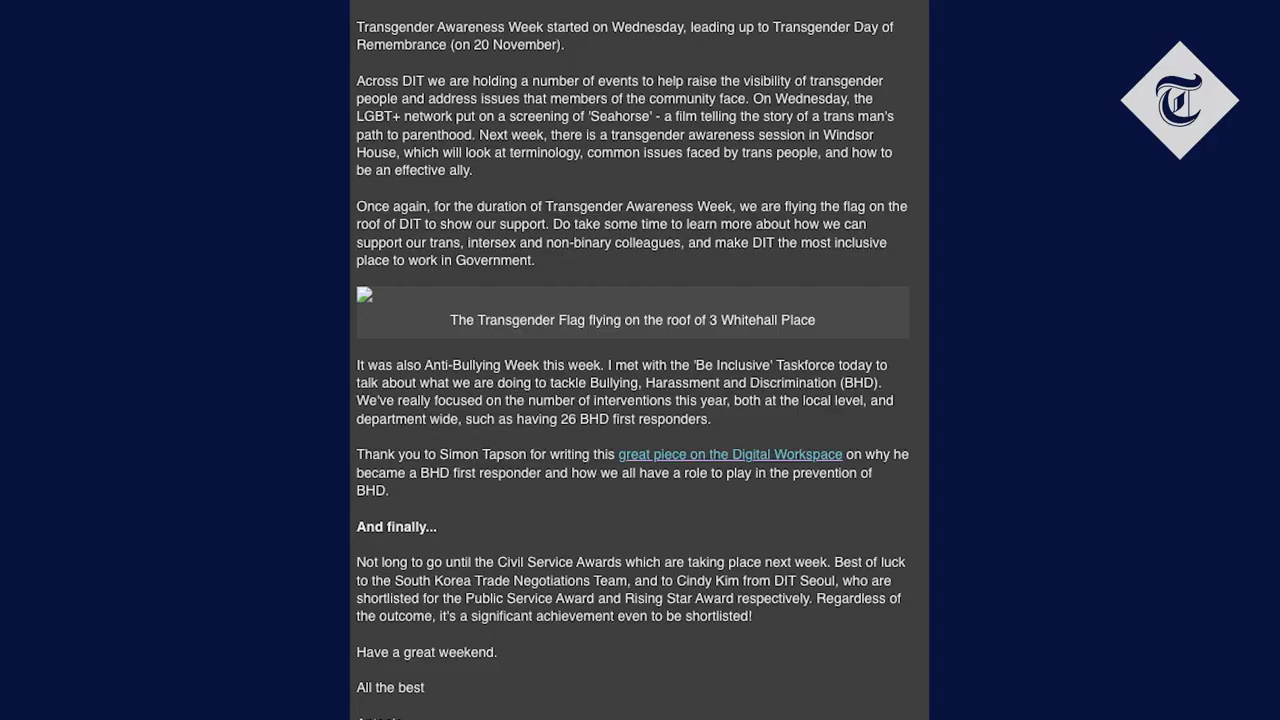 Transgender Awareness Week started on Wednesday, leading up to Transgender Day of
Remembrance (on 20 November).
Across DIT we are holding a number of events to help raise the visibility of transgender
people and address issues that members of the community face. On Wednesday, the
LGBT+ network put on a screening of 'Seahorse' - a film telling the story of a trans man's
path to parenthood. Next week, there is a transgender awareness session in Windsor
House, which will look at terminology, common issues faced by trans people, and how to
be an effective ally.
Once again, for the duration of Transgender Awareness Week, we are flying the flag on the
roof of DIT to show our support. Do take some time to learn more about how we can
support our trans, intersex and non-binary colleagues, and make DIT the most inclusive
place to work in Government.
The Transgender Flag flying on the roof of 3 Whitehall Place
It was also Anti-Bullying Week this week. I met with the 'Be Inclusive' Taskforce today to
talk about what we are doing to tackle Bullying, Harassment and Discrimination (BHD).
We've really focused on the number of interventions this year, both at the local level, and
department wide, such as having 26 BHD first responders.
Thank you to Simon Tapson for writing this great piece on the Digital Workspace on why he
became a BHD first responder and how we all have a role to play in the prevention of
BHD.
And finally...
Not long to go until the Civil Service Awards which are taking place next week. Best of luck
to the South Korea Trade Negotiations Team, and to Cindy Kim from DIT Seoul, who are
shortlisted for the Public Service Award and Rising Star Award respectively. Regardless of
the outcome, it's a significant achievement even to be shortlisted!
Have a great weekend.
All the best
T